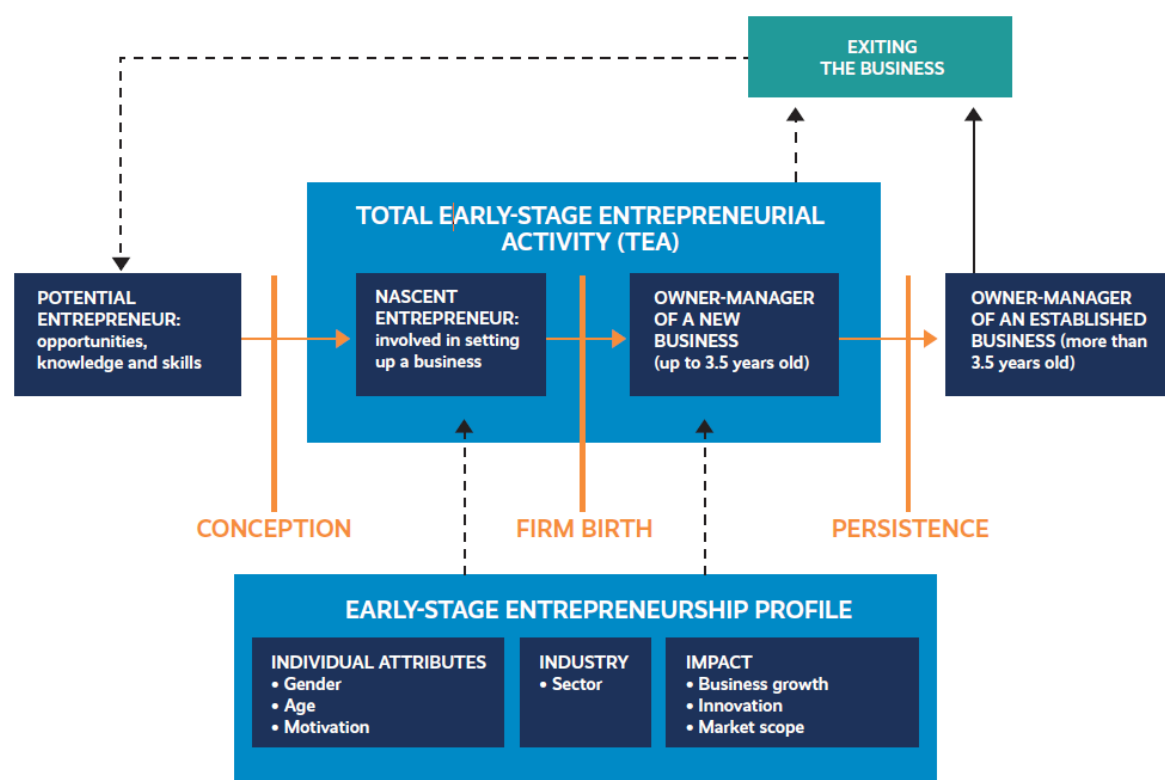 EXITING
THE BUSINESS
TOTAL EARLY-STAGE ENTREPRENEURIAL
ACTIVITY (TEA)
POTENTIAL
ENTREPRENEUR:
opportunities,
knowledge and skills
NASCENT
ENTREPRENEUR:
involved in setting
up a business
OWNER-MANAGER
OF A NEW
BUSINESS
(up to 3.5 years old)
OWNER-MANAGER
OF AN ESTABLISHED
BUSINESS (more than
3.5 years old)
CONCEPTION
FIRM BIRTH
PERSISTENCE
EARLY-STAGE ENTREPRENEURSHIP PROFILE
INDIVIDUAL ATTRIBUTES
• Gender
• Age
• Motivation
INDUSTRY
• Sector
IMPACT
• Business growth
• Innovation
• Market scope